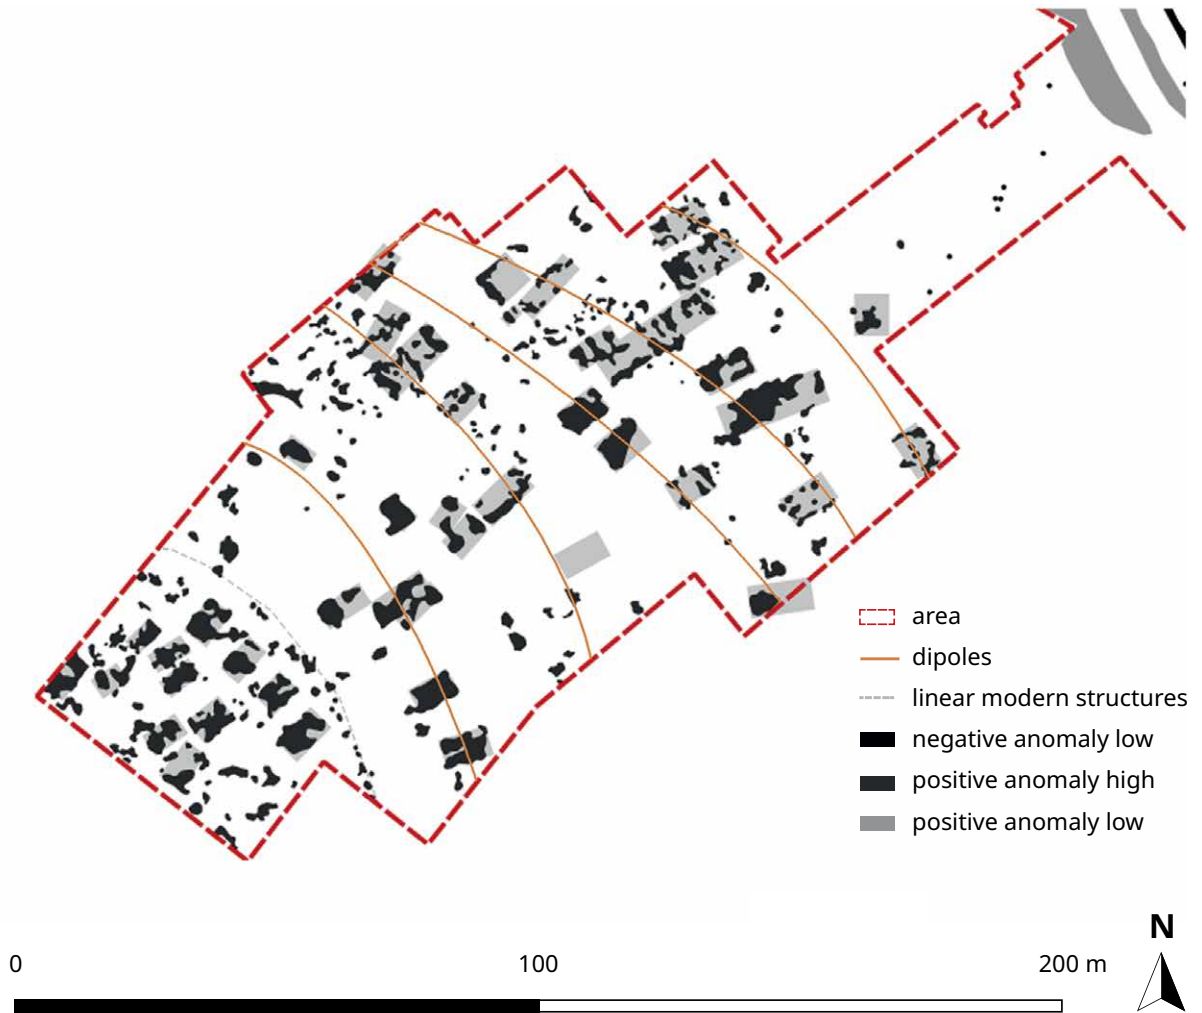 area
dipoles
linear modern structures
negative anomaly low
positive anomaly high
positive anomaly low
N
0 100 200 m